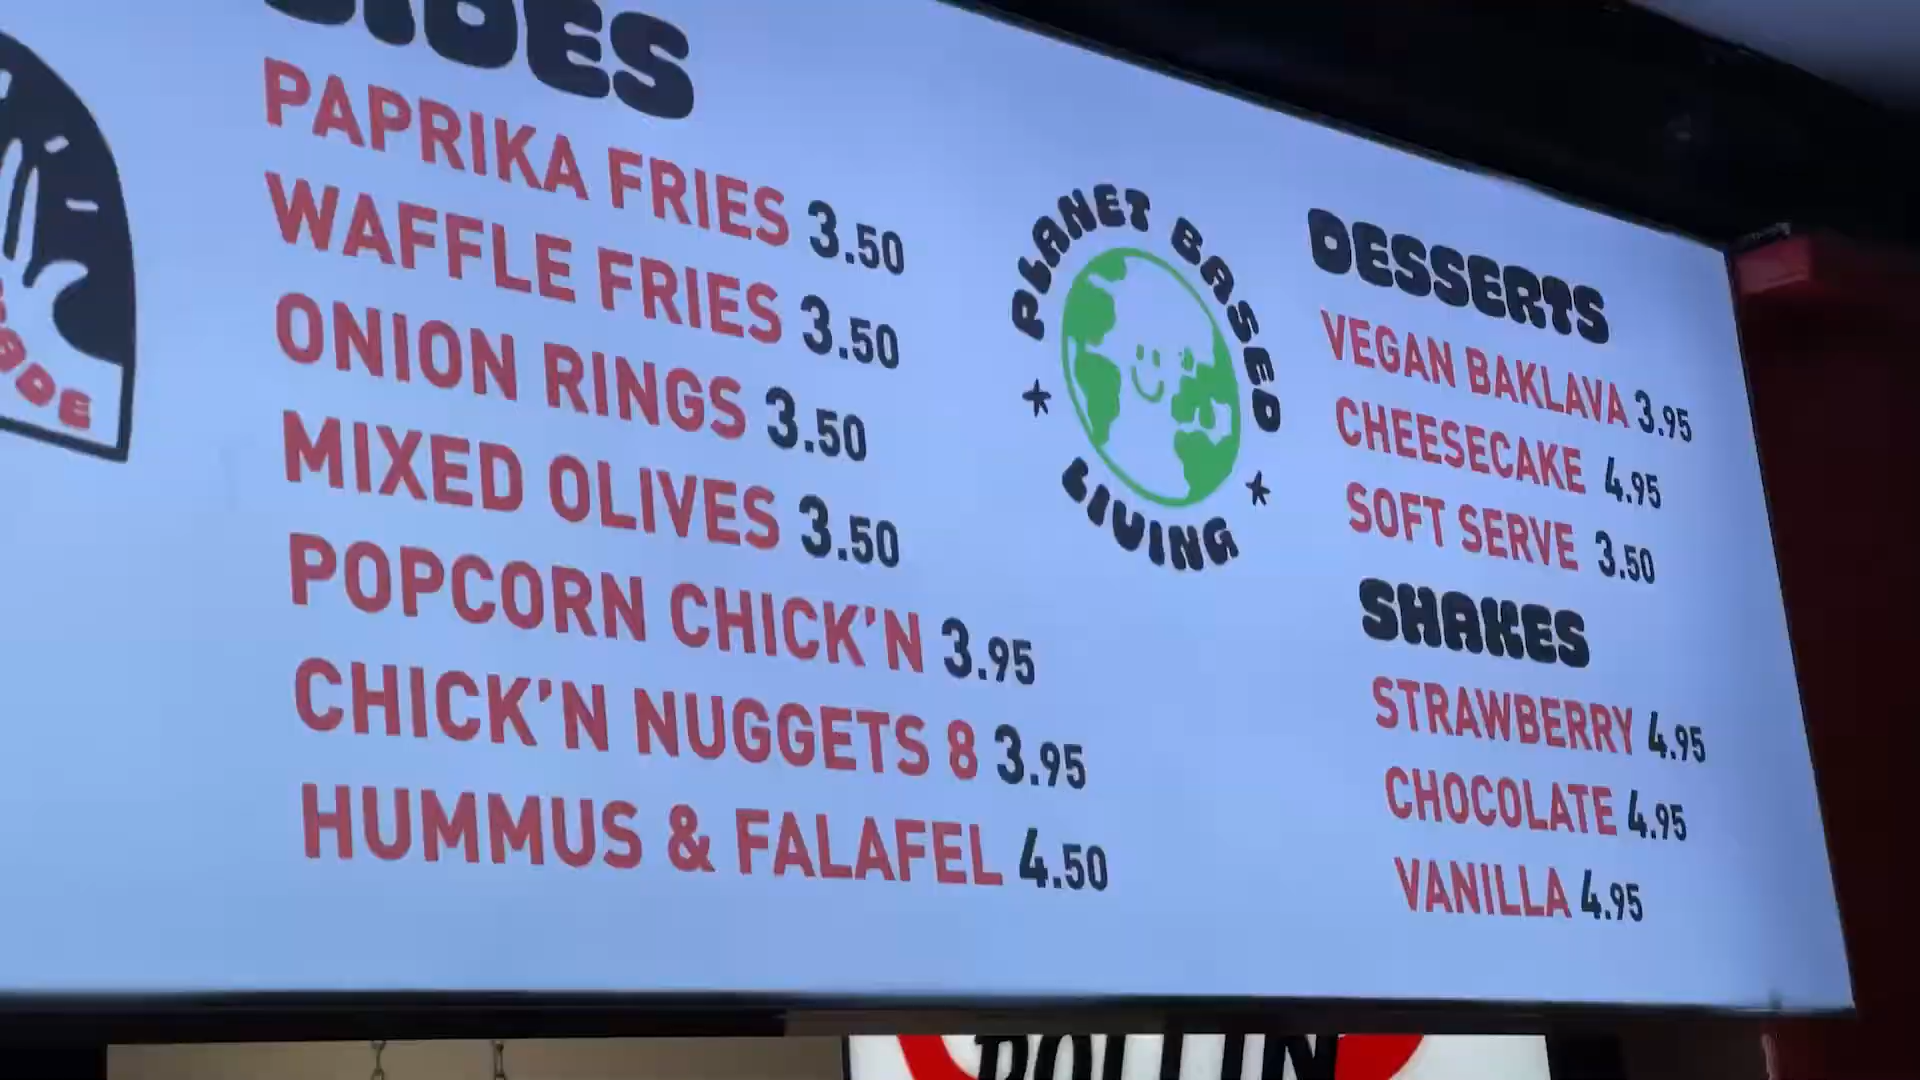 SIDES
PAPRIKA FRIES 3.50
WAFFLE FRIES 3.50
ONION RINGS 3.50
MIXED OLIVES 3.50
POPCORN CHICK'N 3.95
CHICK'N NUGGETS 8 3.95
HUMMUS & FALAFEL 4.50
PLANET BASED
LIVING
DESSERTS
VEGAN BAKLAVA 3.95
CHEESECAKE 4.95
SOFT SERVE 3.50
SHAKES
STRAWBERRY 4.95
CHOCOLATE 4.95
VANILLA 4.95